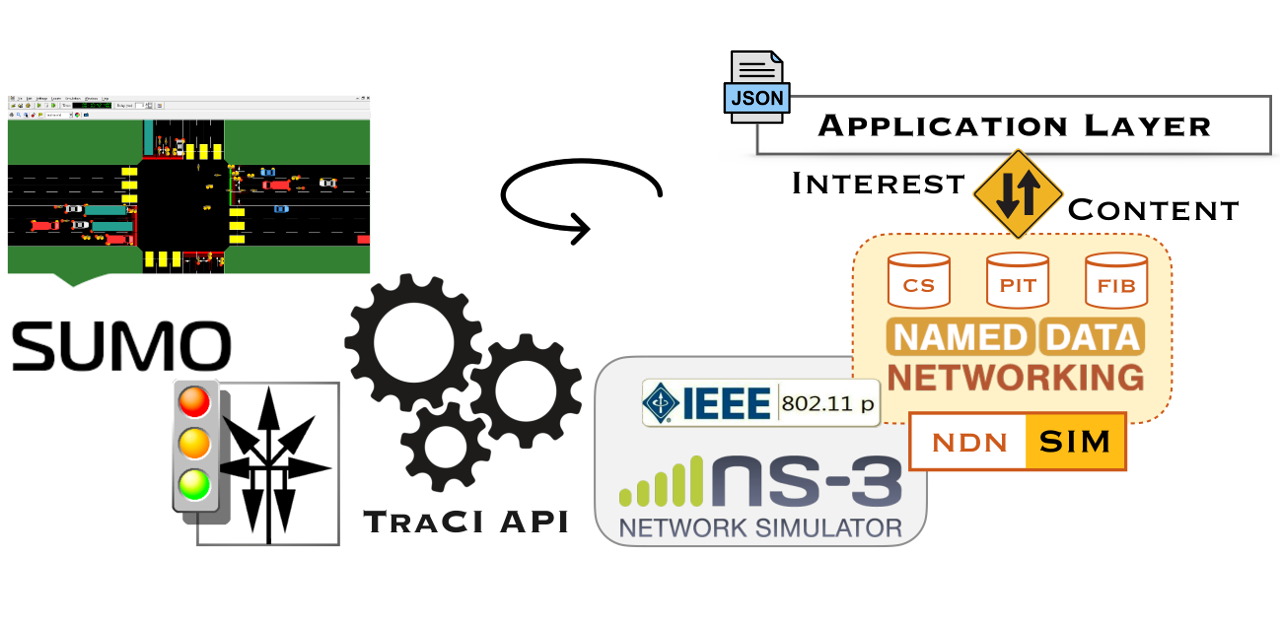 JSON
APPLICATION LAYER
INTEREST
CONTENT
CS
PIT
FIB
NAMED DATA
NETWORKING
SUMO
IEEE 802.11 p
NDN SIM
ns-3
NETWORK SIMULATOR
TRACI API